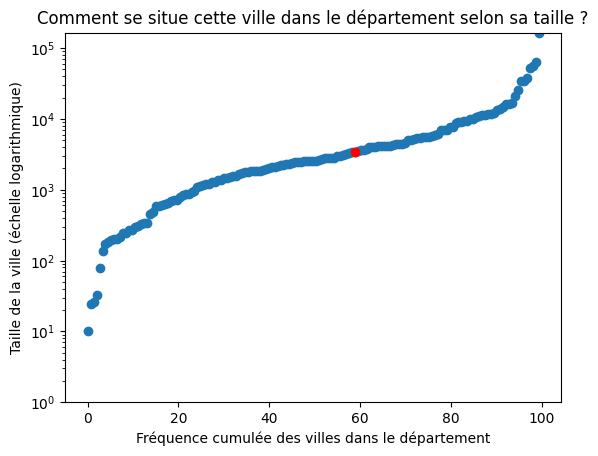 Comment se situe cette ville dans le département selon sa taille ?
Taille de la ville (échelle logarithmique)
10^5
10^4
10^3
10^2
10^1
10^0
0 20 40 60 80 100
Fréquence cumulée des villes dans le département